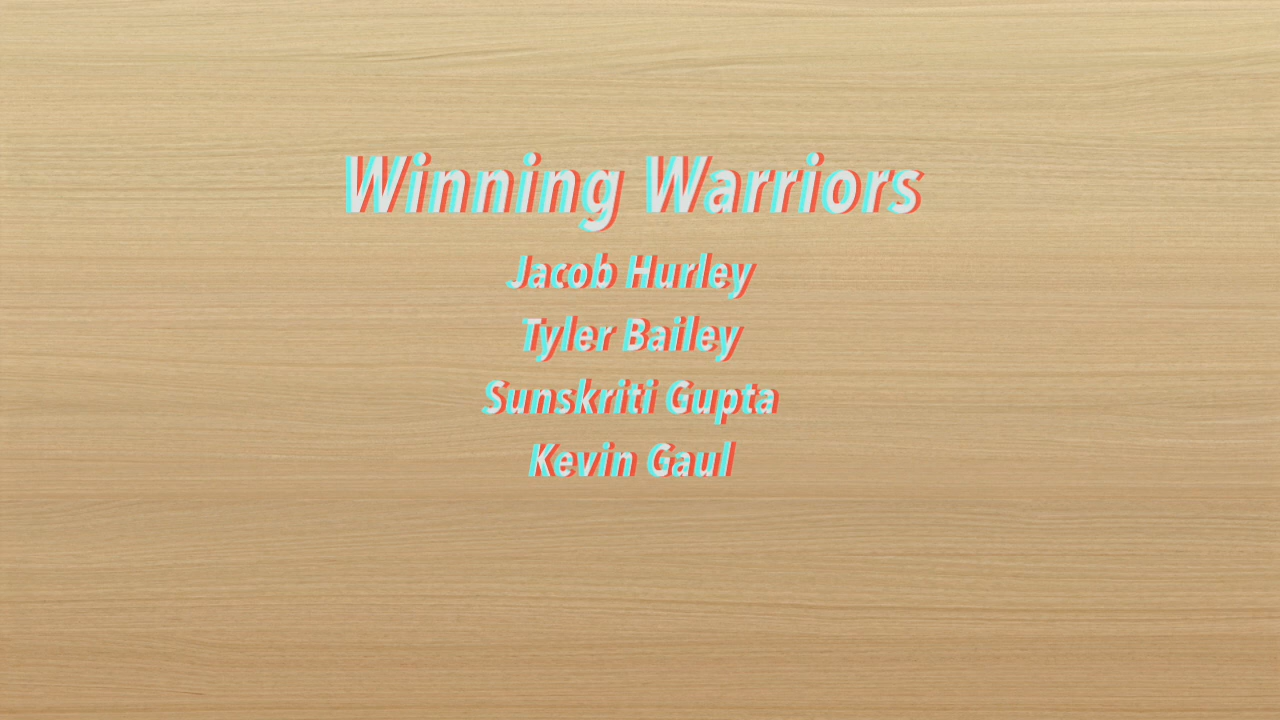 Winning Warriors
Jacob Hurley
Tyler Bailey
Sunskriti Gupta
Kevin Gaul